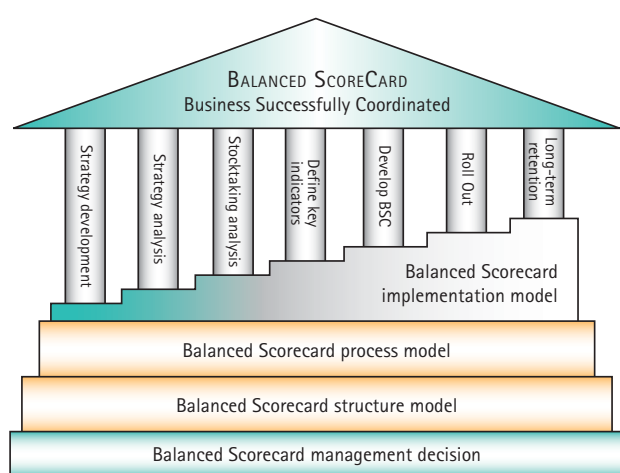 BALANCED SCORECARD
Business Successfully Coordinated
Strategy development
Strategy analysis
Stocktaking analysis
Define key
indicators
Develop BSC
Roll Out
Long-term
retention
Balanced Scorecard
implementation model
Balanced Scorecard process model
Balanced Scorecard structure model
Balanced Scorecard management decision